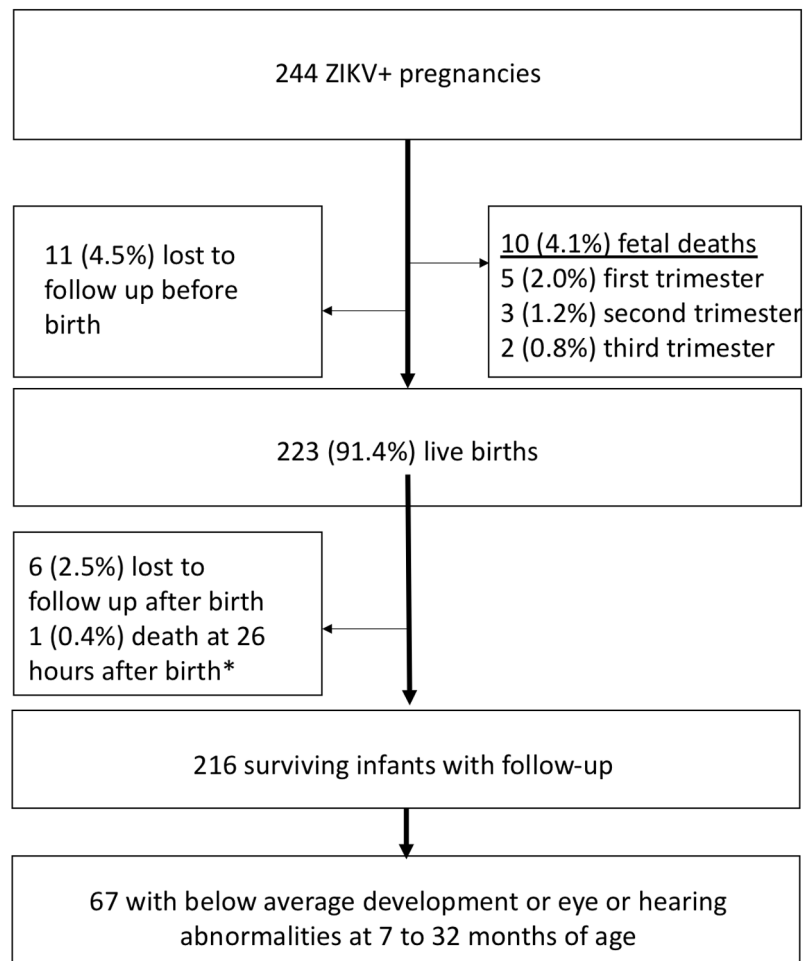 244 ZIKV+ pregnancies
11 (4.5%) lost to
follow up before
birth
10 (4.1%) fetal deaths
5 (2.0%) first trimester
3 (1.2%) second trimester
2 (0.8%) third trimester
223 (91.4%) live births
6 (2.5%) lost to
follow up after birth
1 (0.4%) death at 26
hours after birth*
216 surviving infants with follow-up
67 with below average development or eye or hearing
abnormalities at 7 to 32 months of age